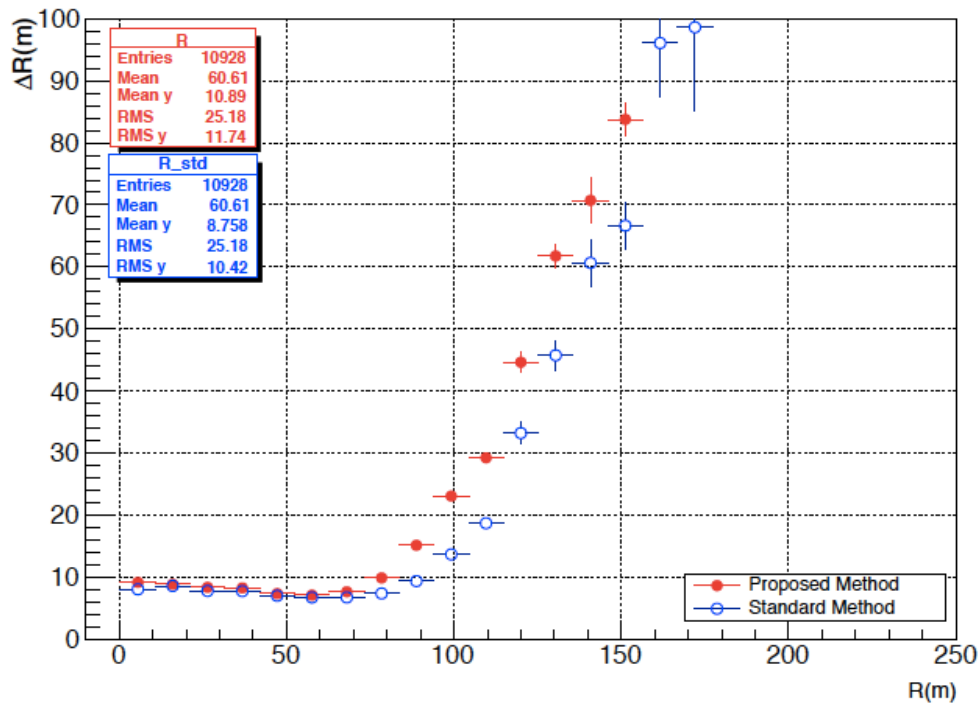 ΔR(m)
100
90
80
70
60
50
40
30
20
10
0
R
Entries 10928
Mean 60.61
Mean y 10.89
RMS 25.18
RMS y 11.74
R_std
Entries 10928
Mean 60.61
Mean y 8.758
RMS 25.18
RMS y 10.42
Proposed Method
Standard Method
0 50 100 150 200 250
R(m)